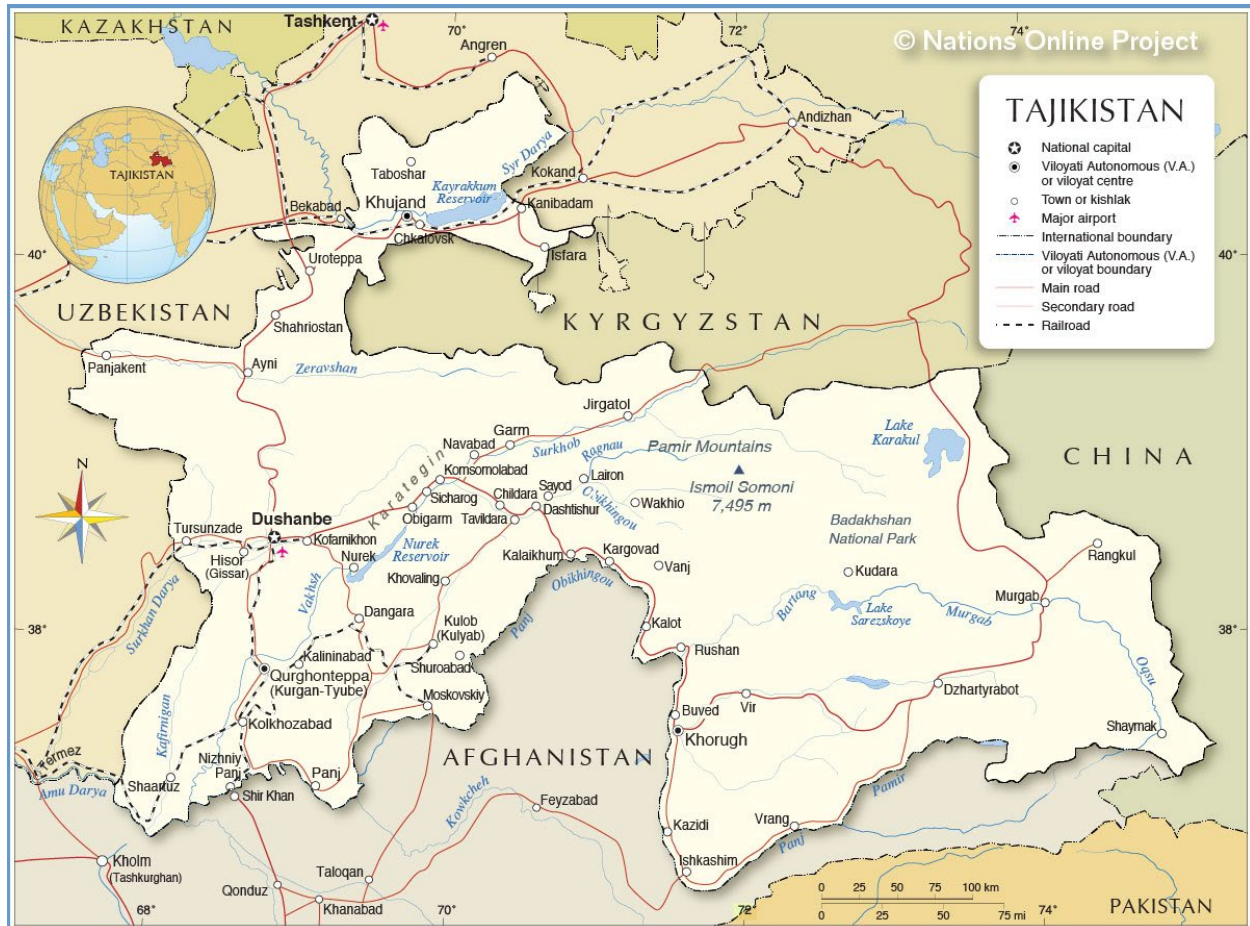 KAZAKHSTAN
Tashkent
70
72
74
© Nations Online Project
Angren
TAJIKISTAN
National capital
Viloyati Autonomous (V.A.)
or viloyat centre
Town or kishlak
Major airport
International boundary
Viloyati Autonomous (V.A.)
or viloyat boundary
Main road
Secondary road
Railroad
TAJIKISTAN
Andizhan
Taboshar
Syr Darya
Kokand
Kayrakkum
Reservoir
Khujand
Bekabad
Kanibadam
Chkalovsk
Isfara
40°
40°
Uroteppa
UZBEKISTAN
Shahriostan
KYRGYZSTAN
Panjakent
Ayni
Zeravshan
Jirgatol
Garm
Navabad
Surkhob
Ragnau
Pamir Mountains
Lake
Karakul
CHINA
Karategin
Komsomolabad
Lairon
Ismoil Somoni
7,495 m
Sicharog
Childara
Sayod
Obikhingou
Wakhio
N
Obigarm
Tavildara
Dashtishur
Dushanbe
Tursunzade
Kofarnikhon
Badakhshan
National Park
Hisor
(Gissar)
Nurek
Nurek
Reservoir
Kalaikhum
Kargovad
Vanj
Rangkul
Kudara
Khovaling
Obikhingou
Surkhan Darya
Vakhsh
Dangara
Bartang
Lake
Sarezskoye
Murgab
Murgab
38°
38°
Kulob
(Kulyab)
Panj
Kalot
Rushan
Kalininabad
Shuroabad
Oqsu
Qurghonteppa
(Kurgan-Tyube)
Moskovskiy
Dzhartyrabot
Kafirnigan
Kolkhozabad
Buved
Vir
Khorugh
Shaymak
Termez
Nizhniy
Panj
AFGHANISTAN
Shaartuz
Panj
Amu Darya
Shir Khan
Kowkcheh
Feyzabad
Pamir
Kazidi
Vrang
Panj
Kholm
(Tashkurghan)
Ishkashim
Taloqan
Qonduz
Khanabad
0 25 50 75 100 km
0 25 50 75 mi
PAKISTAN
68°
70
72
74°